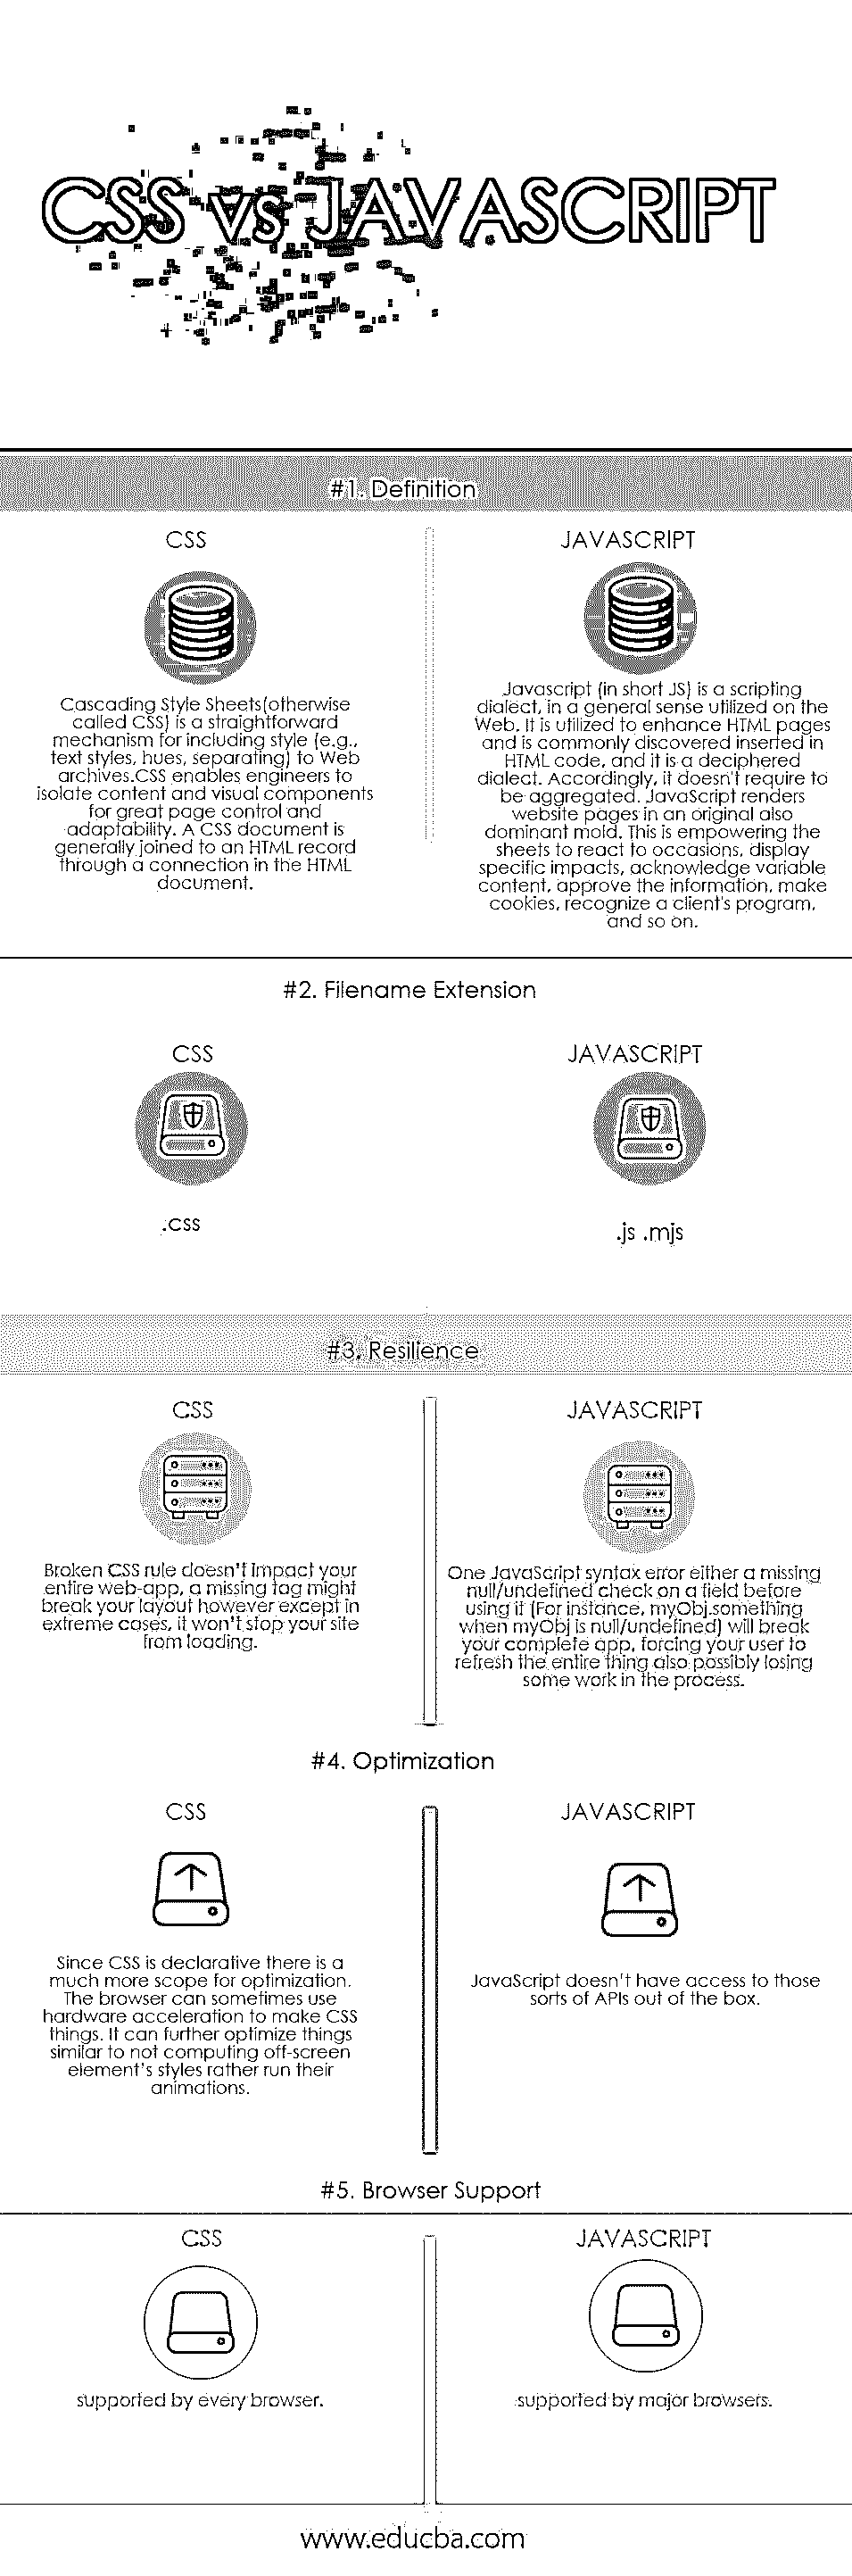 CSS vs JAVASCRIPT
#1. Definition
CSS
Cascading Style Sheets(otherwise
called CSS) is a straightforward
mechanism for including style (e.g.,
text styles, hues, separating) to Web
archives.CSS enables engineers to
isolate content and visual components
for great page control and
adaptability. A CSS document is
generally joined to an HTML record
through a connection in the HTML
document.
JAVASCRIPT
Javascript (in short JS) is a scripting
dialect, in a general sense utilized on the
Web. It is utilized to enhance HTML pages
and is commonly discovered inserted in
HTML code, and it is a deciphered
dialect. Accordingly, it doesn't require to
be aggregated. JavaScript renders
website pages in an original also
dominant mold. This is empowering the
sheets to react to occasions, display
specific impacts, acknowledge variable
content, approve the information, make
cookies, recognize a client's program,
and so on.
#2. Filename Extension
CSS
.css
JAVASCRIPT
.js .mjs
#3. Resilience
CSS
Broken CSS rule doesn't impact your
entire web-app, a missing tag might
break your layout however except in
extreme cases, it won't stop your site
from loading.
JAVASCRIPT
One JavaScript syntax error either a missing
null/undefined check on a field before
using it (For instance, myObj.something
when myObj is null/undefined) will break
your complete app, forcing your user to
refresh the entire thing also possibly losing
some work in the process.
#4. Optimization
CSS
Since CSS is declarative there is a
much more scope for optimization.
The browser can sometimes use
hardware acceleration to make CSS
things. It can further optimize things
similar to not computing off-screen
element's styles rather run their
animations.
JAVASCRIPT
JavaScript doesn't have access to those
sorts of APIs out of the box.
#5. Browser Support
CSS
supported by every browser.
JAVASCRIPT
supported by major browsers.
www.educba.com